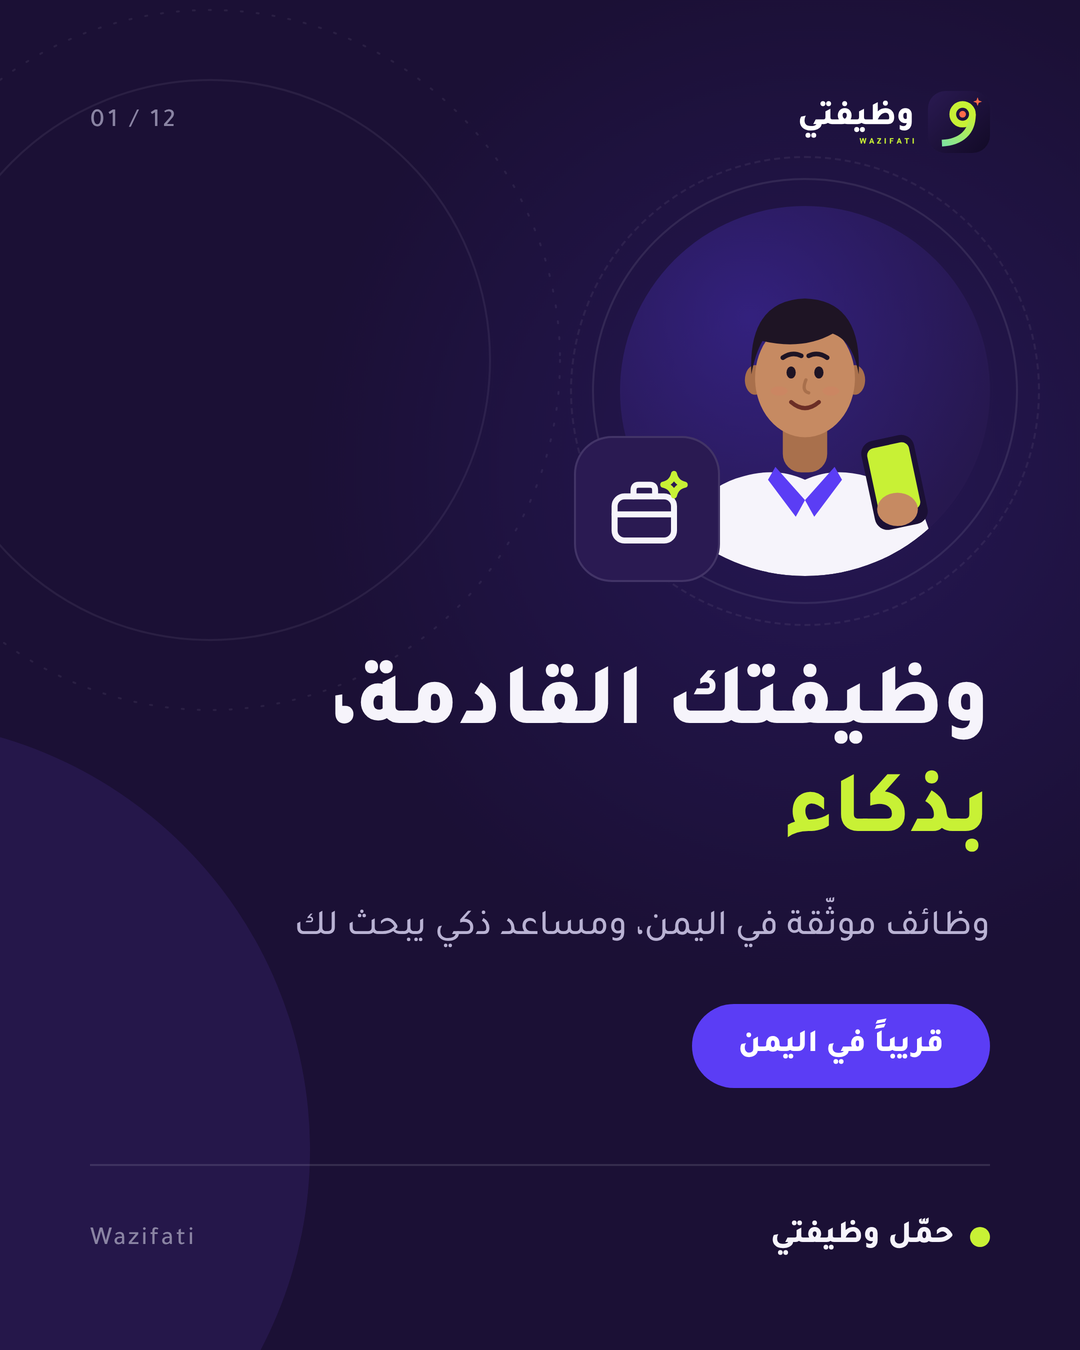 01 / 12
وظيفتي
WAZIFATI
وظيفتك القادمة،
بذكاء
وظائف موثّقة في اليمن، ومساعد ذكي يبحث لك
قريباً في اليمن
حمّل وظيفتي
Wazifati